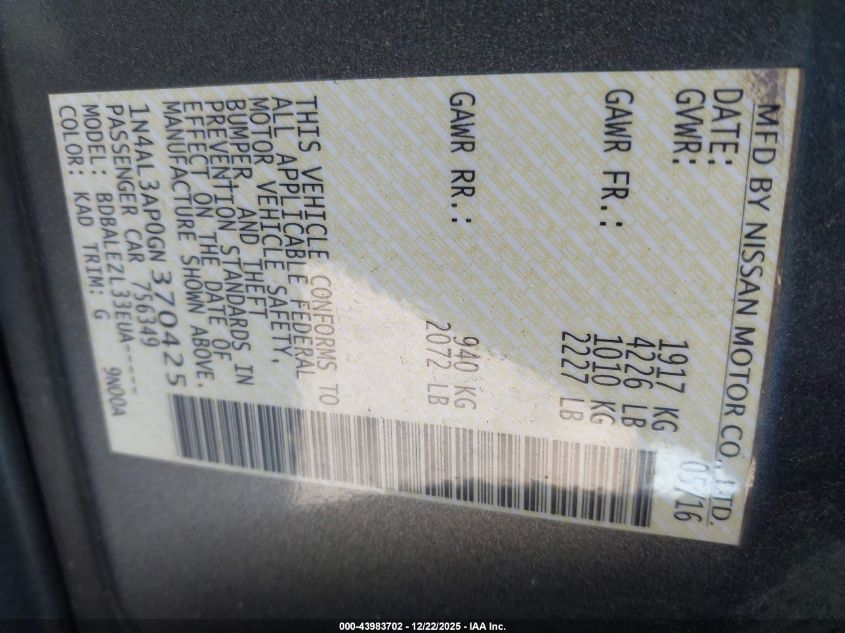 MFD BY NISSAN MOTOR CO., LTD.
DATE: 05/16
GVWR: 1917 KG
4226 LB
GAWR FR.: 1010 KG
2227 LB
GAWR RR.: 940 KG
2072 LB
THIS VEHICLE CONFORMS TO
ALL APPLICABLE FEDERAL
MOTOR VEHICLE SAFETY,
BUMPER, AND THEFT
PREVENTION STANDARDS IN
EFFECT ON THE DATE OF
MANUFACTURE SHOWN ABOVE.
1N4AL3AP0GN370425
PASSENGER CAR 756349
MODEL: BDBALEZL33EUA-----
COLOR: KAD TRIM: G 9N00A
000-43983702 - 12/22/2025 - IAA Inc.